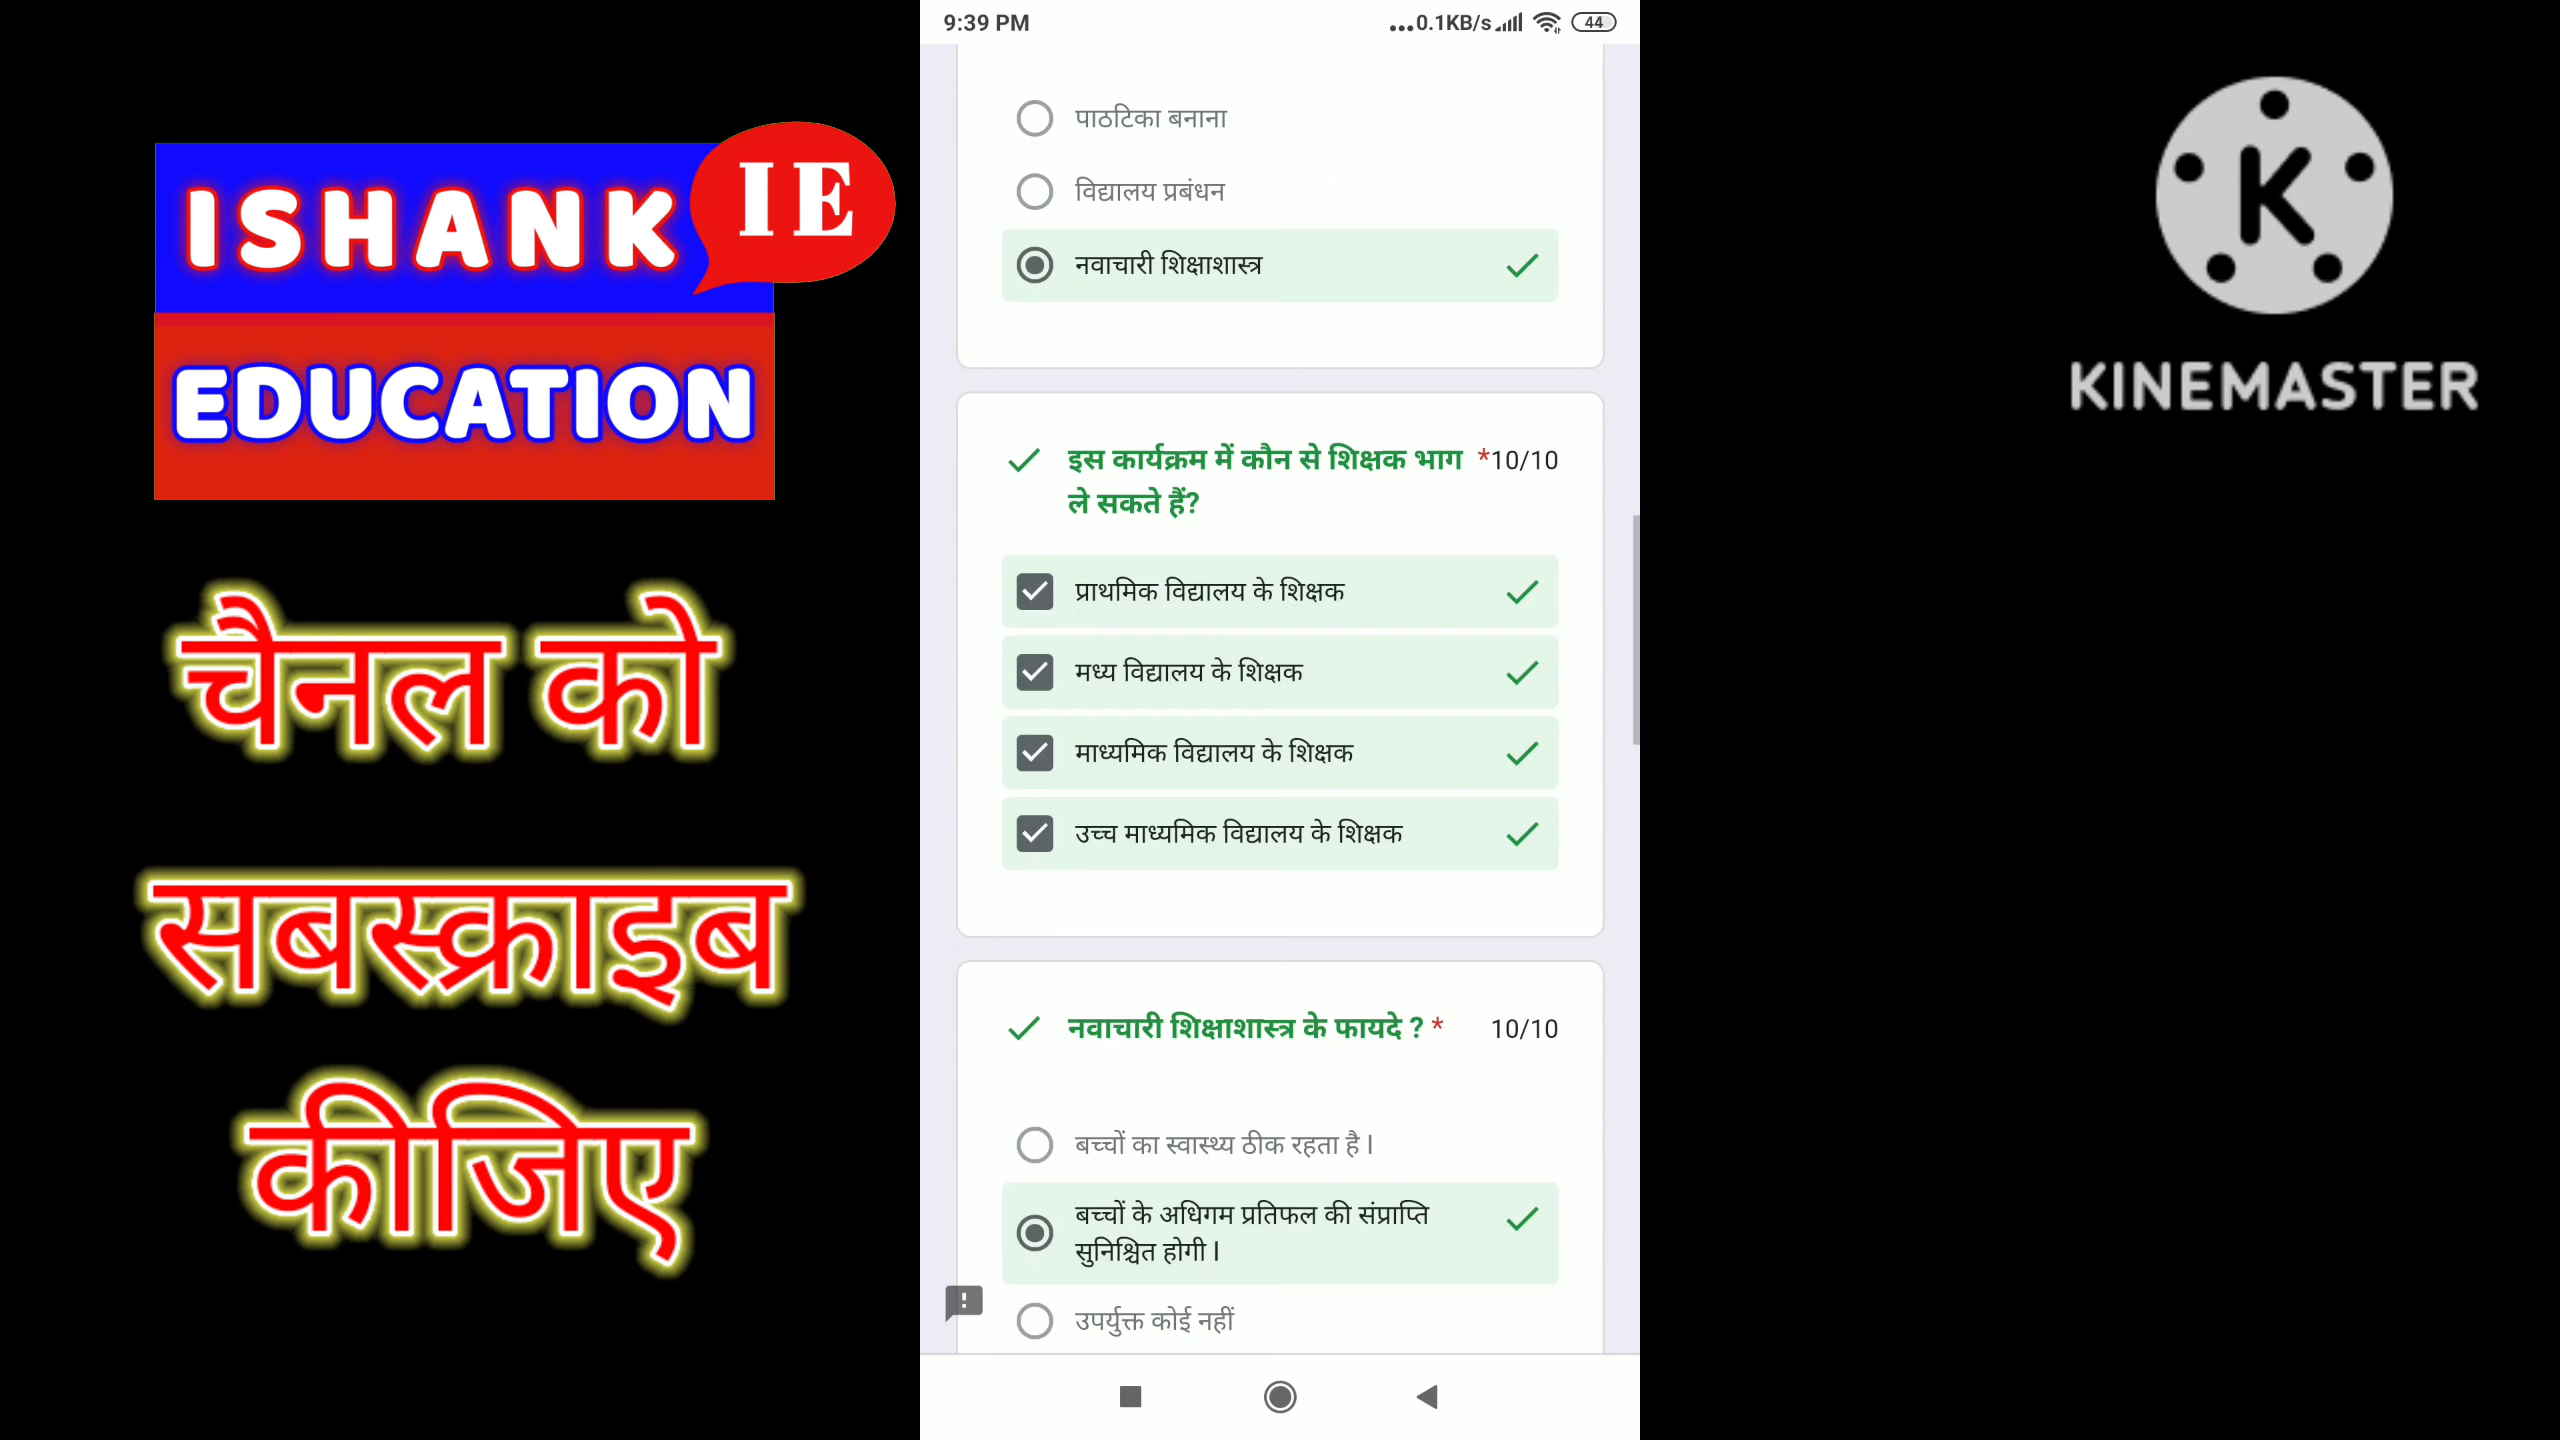 ISHANK
IE
EDUCATION
चैनल को
सबस्क्राइब
कीजिए
9:39 PM
...0.1KB/s 44
पाठटिका बनाना
विद्यालय प्रबंधन
नवाचारी शिक्षाशास्त्र
इस कार्यक्रम में कौन से शिक्षक भाग *10/10
ले सकते हैं?
प्राथमिक विद्यालय के शिक्षक
मध्य विद्यालय के शिक्षक
माध्यमिक विद्यालय के शिक्षक
उच्च माध्यमिक विद्यालय के शिक्षक
नवाचारी शिक्षाशास्त्र के फायदे ? * 10/10
बच्चों का स्वास्थ्य ठीक रहता है।
बच्चों के अधिगम प्रतिफल की संप्राप्ति
सुनिश्चित होगी।
उपर्युक्त कोई नहीं
K
KINEMASTER